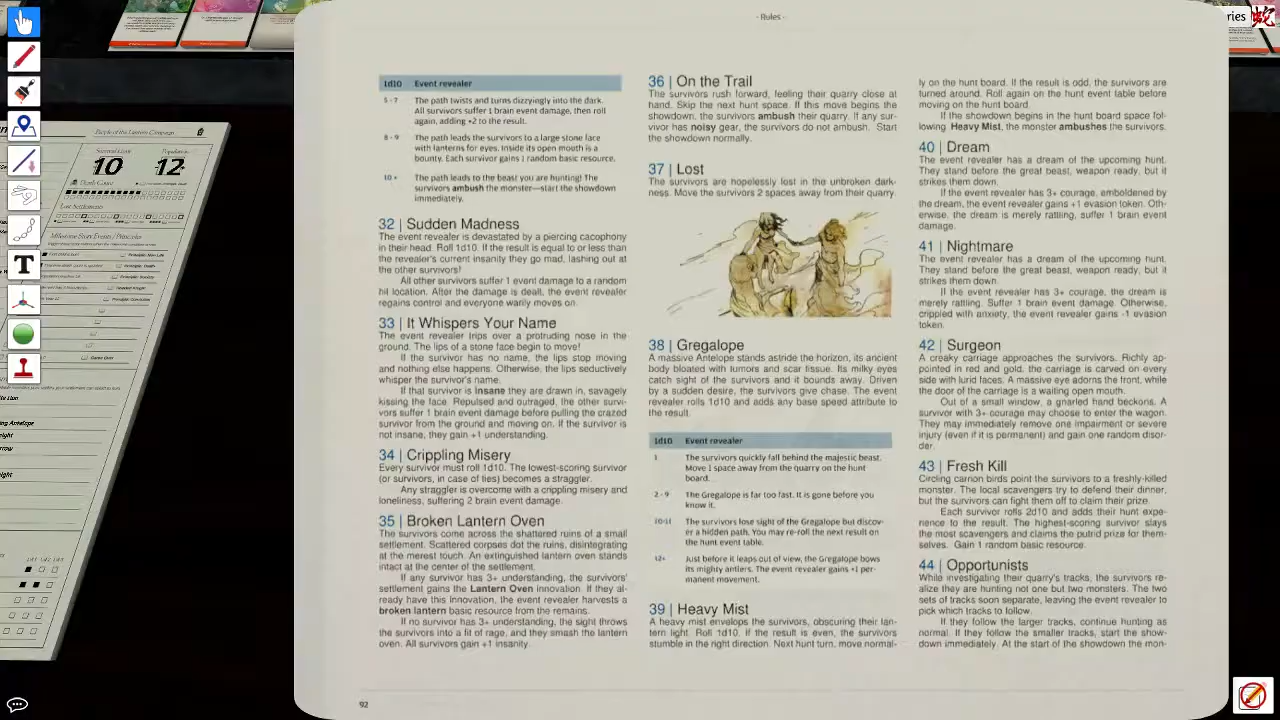 - Rules -
1d10 Event revealer
5 - 7 The path twists and turns dizzyingly into the dark.
All survivors suffer 1 brain event damage, then roll
again, adding +2 to the result.
8 - 9 The path leads the survivors to a large stone face
with lanterns for eyes. Inside its open mouth is a
bounty. Each survivor gains 1 random basic resource.
10+ The path leads to the beast you are hunting! The
survivors ambush the monster—start the showdown
immediately.
32 | Sudden Madness
The event revealer is devastated by a piercing cacophony
in their head. Roll 1d10. If the result is equal to or less than
the revealer's current insanity they go mad, lashing out at
the other survivors!
All other survivors suffer 1 event damage to a random
hit location. After the damage is dealt, the event revealer
regains control and everyone warily moves on.
33 | It Whispers Your Name
The event revealer trips over a protruding nose in the
ground. The lips of a stone face begin to move!
If the survivor has no name, the lips stop moving
and nothing else happens. Otherwise, the lips seductively
whisper the survivor's name.
If that survivor is insane they are drawn in, savagely
kissing the face. Repulsed and outraged, the other survi-
vors suffer 1 brain event damage before pulling the crazed
survivor from the ground and moving on. If the survivor is
not insane, they gain +1 understanding.
34 | Crippling Misery
Every survivor must roll 1d10. The lowest-scoring survivor
(or survivors, in case of ties) becomes a straggler.
Any straggler is overcome with a crippling misery and
loneliness, suffering 2 brain event damage.
35 | Broken Lantern Oven
The survivors come across the shattered ruins of a small
settlement. Scattered corpses dot the ruins, disintegrating
at the merest touch. An extinguished lantern oven stands
intact at the center of the settlement.
If any survivor has 3+ understanding, the survivors'
settlement gains the Lantern Oven innovation. If they al-
ready have this innovation, the event revealer harvests a
broken lantern basic resource from the remains.
If no survivor has 3+ understanding, the sight throws
the survivors into a fit of rage, and they smash the lantern
oven. All survivors gain +1 insanity.
36 | On the Trail
The survivors rush forward, feeling their quarry close at
hand. Skip the next hunt space. If this move begins the
showdown, the survivors ambush their quarry. If any sur-
vivor has noisy gear, the survivors do not ambush. Start
the showdown normally.
37 | Lost
The survivors are hopelessly lost in the unbroken dark-
ness. Move the survivors 2 spaces away from their quarry.
38 | Gregalope
A massive Antelope stands astride the horizon, its ancient
body bloated with tumors and scar tissue. Its milky eyes
catch sight of the survivors and it bounds away. Driven
by a sudden desire, the survivors give chase. The event
revealer rolls 1d10 and adds any base speed attribute to
the result.
1d10 Event revealer
1 The survivors quickly fall behind the majestic beast.
Move 1 space away from the quarry on the hunt
board.
2 - 9 The Gregalope is far too fast. It is gone before you
know it.
10-11 The survivors lose sight of the Gregalope but discov-
er a hidden path. You may re-roll the next result on
the hunt event table.
12+ Just before it leaps out of view, the Gregalope bows
its mighty antlers. The event revealer gains +1 per-
manent movement.
39 | Heavy Mist
A heavy mist envelops the survivors, obscuring their lan-
tern light. Roll 1d10. If the result is even, the survivors
stumble in the right direction. Next hunt turn, move normal-
ly on the hunt board. If the result is odd, the survivors are
turned around. Roll again on the hunt event table before
moving on the hunt board.
If the showdown begins in the hunt board space fol-
lowing Heavy Mist, the monster ambushes the survivors.
40 | Dream
The event revealer has a dream of the upcoming hunt.
They stand before the great beast, weapon ready, but it
strikes them down.
If the event revealer has 3+ courage, emboldened by
the dream, the event revealer gains +1 evasion token. Oth-
erwise, the dream is merely rattling, suffer 1 brain event
damage.
41 | Nightmare
The event revealer has a dream of the upcoming hunt.
They stand before the great beast, weapon ready, but it
strikes them down.
If the event revealer has 3+ courage, the dream is
merely rattling. Suffer 1 brain event damage. Otherwise,
crippled with anxiety, the event revealer gains -1 evasion
token.
42 | Surgeon
A creaky carriage approaches the survivors. Richly ap-
pointed in red and gold, the carriage is carved on every
side with lurid faces. A massive eye adorns the front, while
the door of the carriage is a waiting open mouth.
Out of a small window, a gnarled hand beckons. A
survivor with 3+ courage may choose to enter the wagon.
They may immediately remove one impairment or severe
injury (even if it is permanent) and gain one random disor-
der.
43 | Fresh Kill
Circling carrion birds point the survivors to a freshly-killed
monster. The local scavengers try to defend their dinner,
but the survivors can fight them off to claim their prize.
Each survivor rolls 2d10 and adds their hunt expe-
rience to the result. The highest-scoring survivor slays
the most scavengers and claims the putrid prize for them-
selves. Gain 1 random basic resource.
44 | Opportunists
While investigating their quarry's tracks, the survivors re-
alize they are hunting not one but two monsters. The two
sets of tracks soon separate, leaving the event revealer to
pick which tracks to follow.
If they follow the larger tracks, continue hunting as
normal. If they follow the smaller tracks, start the show-
down immediately. At the start of the showdown the mon-
92
People of the Lantern Campaign
Survival Limit
10
Population
12
Death Count
Lost Settlements
Milestone Story Events / Principles
T
ries